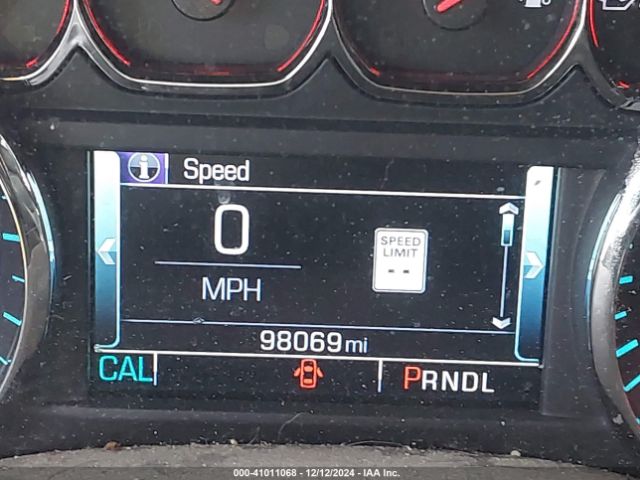 Speed
0
MPH
SPEED
LIMIT
--
98069 mi
CAL
PRNDL
000-41011068 - 12/12/2024 - IAA Inc.